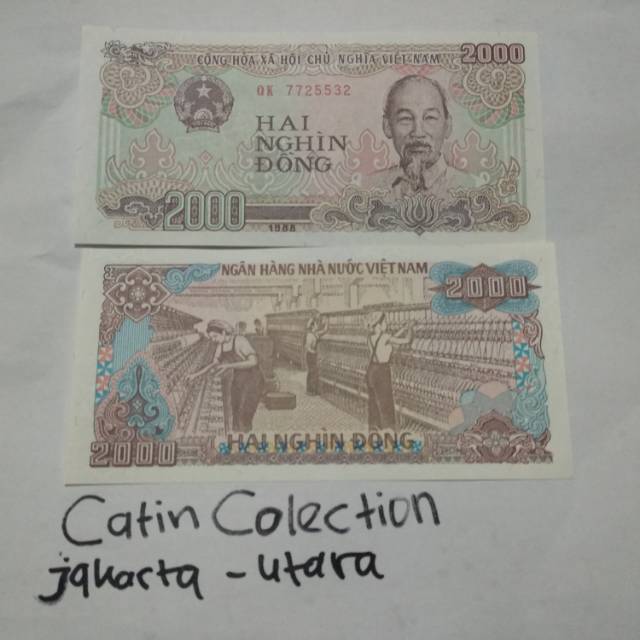 CỘNG HÒA XÃ HỘI CHỦ NGHĨA VIỆT NAM 2000
QK 7725532
HAI
NGHÌN
ĐỒNG
2000
1988
NGÂN HÀNG NHÀ NƯỚC VIỆT NAM
2000
2000
HAI NGHÌN ĐỒNG
Catin Colection
jakarta - utara